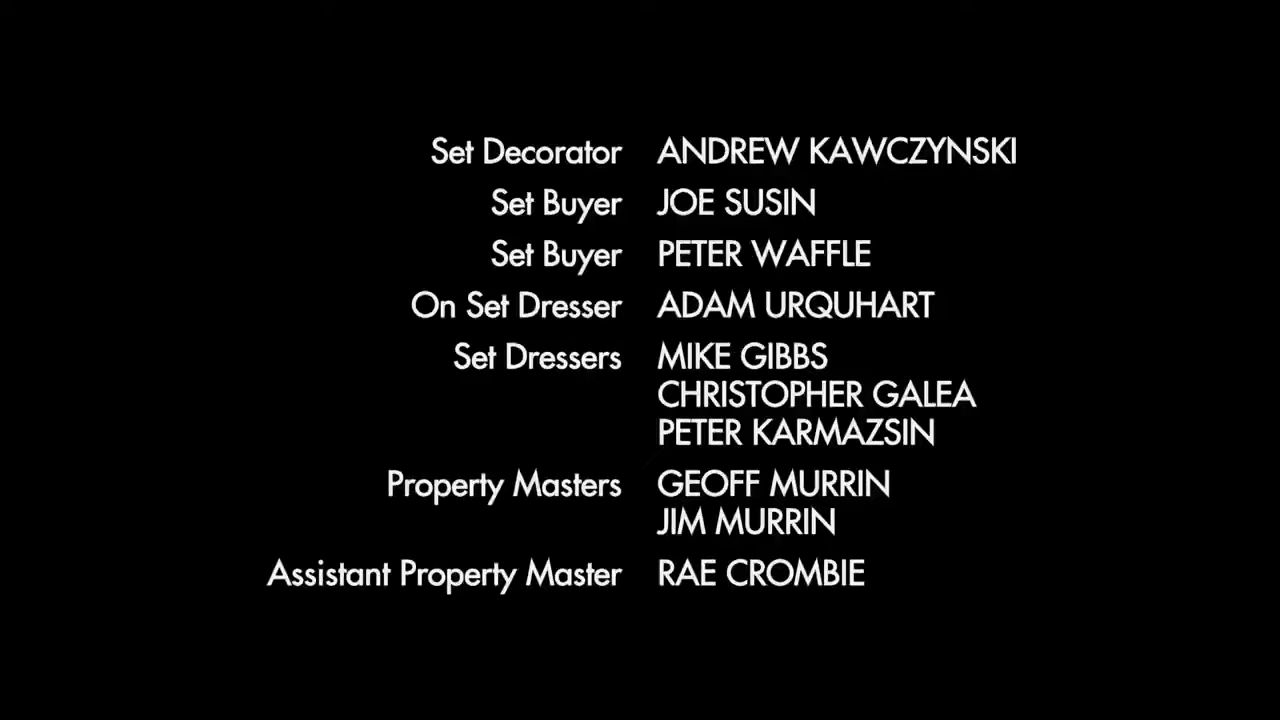 Set Decorator ANDREW KAWCZYNSKI
Set Buyer JOE SUSIN
Set Buyer PETER WAFFLE
On Set Dresser ADAM URQUHART
Set Dressers MIKE GIBBS
CHRISTOPHER GALEA
PETER KARMAZSIN
Property Masters GEOFF MURRIN
JIM MURRIN
Assistant Property Master RAE CROMBIE